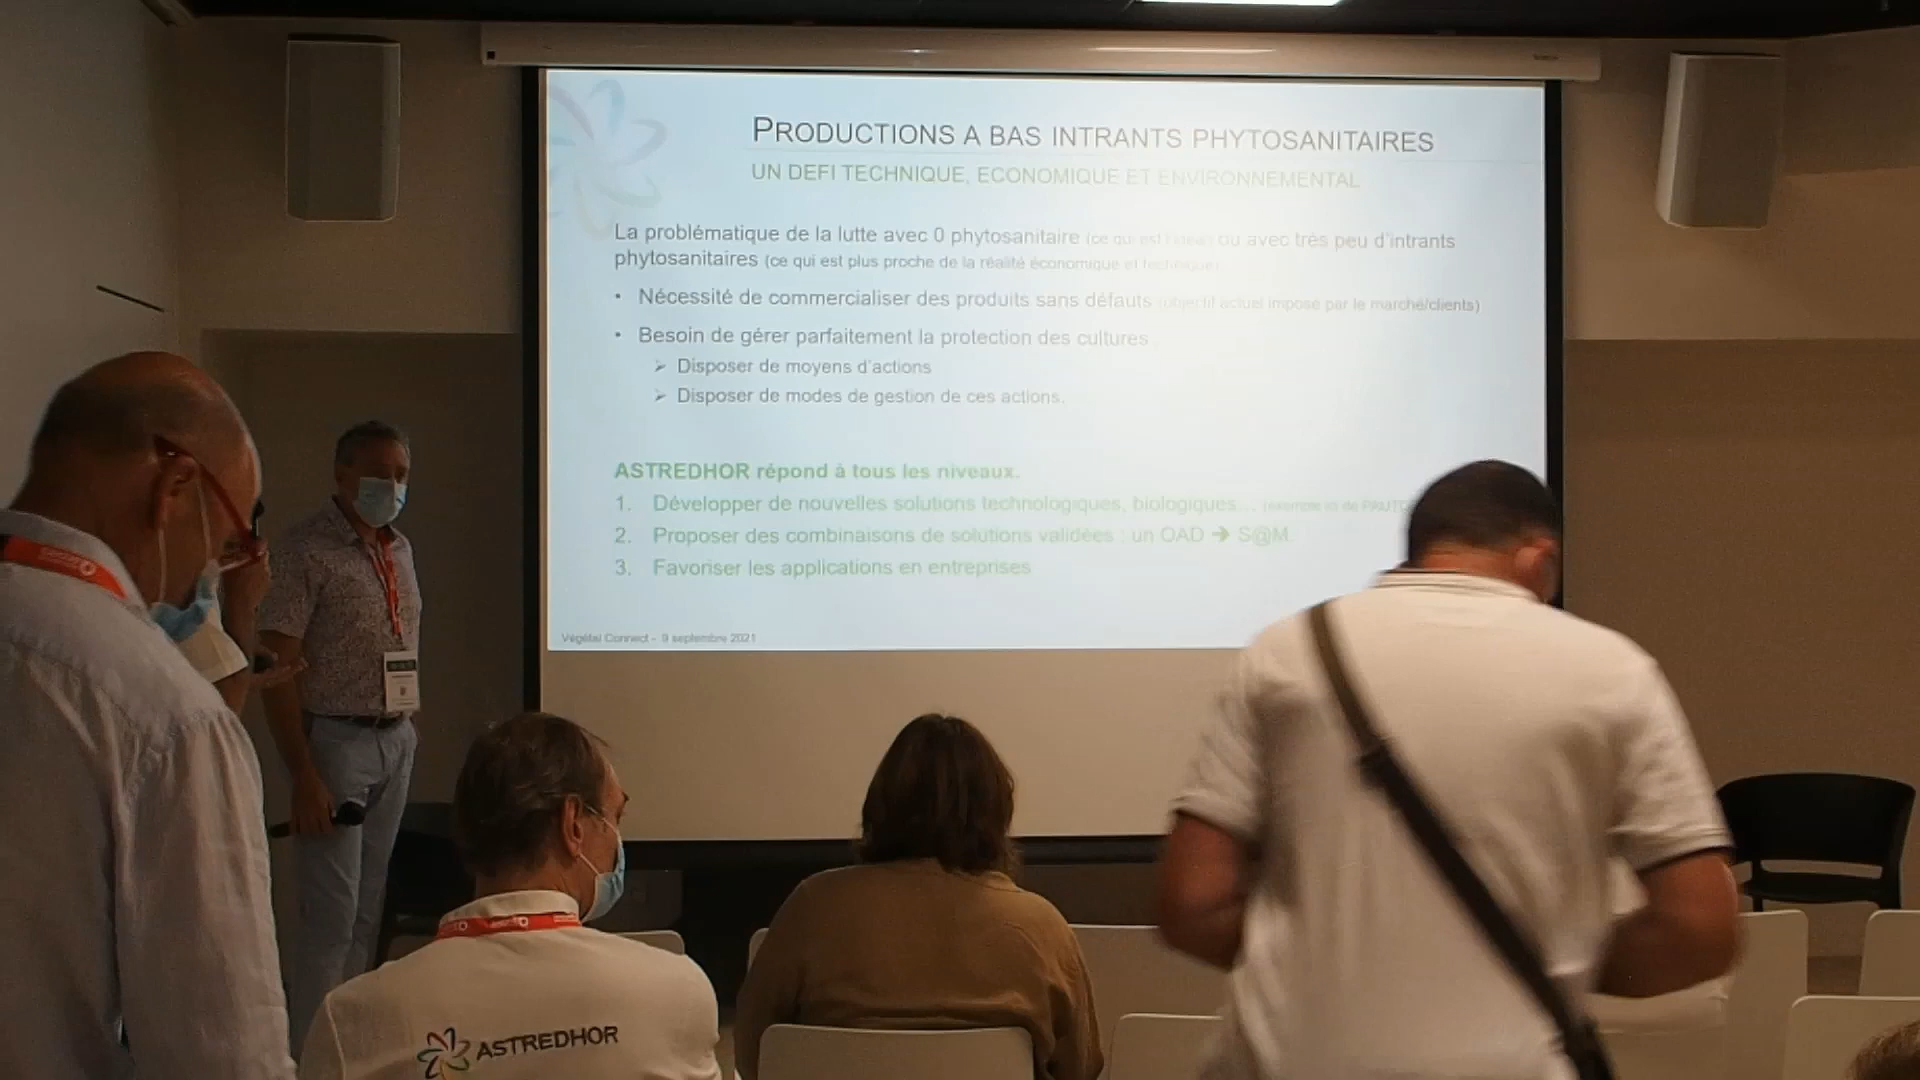 PRODUCTIONS A BAS INTRANTS PHYTOSANITAIRES
UN DEFI TECHNIQUE, ECONOMIQUE ET ENVIRONNEMENTAL
La problématique de la lutte avec 0 phytosanitaire (ce qui est l'idéal) ou avec très peu d'intrants
phytosanitaires (ce qui est plus proche de la réalité économique et technique)
• Nécessité de commercialiser des produits sans défauts (objectif actuel imposé par le marché/clients)
• Besoin de gérer parfaitement la protection des cultures
➢ Disposer de moyens d'actions
➢ Disposer de modes de gestion de ces actions.
ASTREDHOR répond à tous les niveaux.
1. Développer de nouvelles solutions technologiques, biologiques…
2. Proposer des combinaisons de solutions validées : un OAD ➔ S@M.
3. Favoriser les applications en entreprises
Végétal Connect - 9 septembre 2021
ASTREDHOR